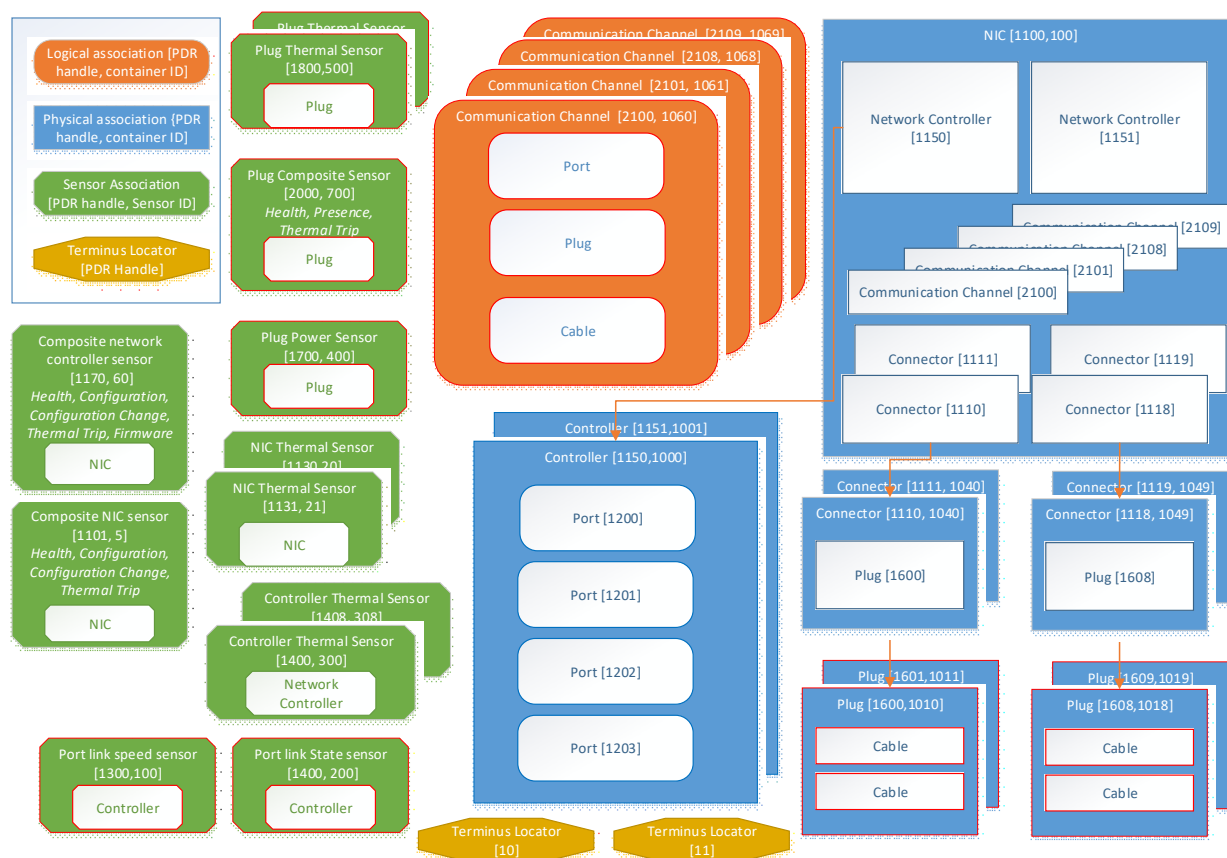 Logical association [PDR
handle, container ID]
Physical association {PDR
handle, container ID]
Sensor Association
[PDR handle, Sensor ID]
Terminus Locator
[PDR Handle]
Plug Thermal Sensor
Plug Thermal Sensor
[1800,500]
Plug
Plug Composite Sensor
[2000, 700]
Health, Presence,
Thermal Trip
Plug
Plug Power Sensor
[1700, 400]
Plug
Composite network
controller sensor
[1170, 60]
Health, Configuration,
Configuration Change,
Thermal Trip, Firmware
NIC
Composite NIC sensor
[1101, 5]
Health, Configuration,
Configuration Change,
Thermal Trip
NIC
NIC Thermal Sensor
[1130,20]
NIC Thermal Sensor
[1131, 21]
NIC
Controller Thermal Sensor
[1408, 308]
Controller Thermal Sensor
[1400, 300]
Network
Controller
Port link speed sensor
[1300,100]
Controller
Port link State sensor
[1400, 200]
Controller
Communication Channel [2109, 1069]
Communication Channel [2108, 1068]
Communication Channel [2101, 1061]
Communication Channel [2100, 1060]
Port
Plug
Cable
Controller [1151,1001]
Controller [1150,1000]
Port [1200]
Port [1201]
Port [1202]
Port [1203]
Terminus Locator
[10]
Terminus Locator
[11]
NIC [1100,100]
Network Controller
[1150]
Network Controller
[1151]
Communication Channel [2109]
Communication Channel [2108]
Communication Channel [2101]
Communication Channel [2100]
Connector [1111]
Connector [1119]
Connector [1110]
Connector [1118]
Connector [1111, 1040]
Connector [1110, 1040]
Plug [1600]
Connector [1119, 1049]
Connector [1118, 1049]
Plug [1608]
Plug [1601,1011]
Plug [1600,1010]
Cable
Cable
Plug [1609,1019]
Plug [1608,1018]
Cable
Cable